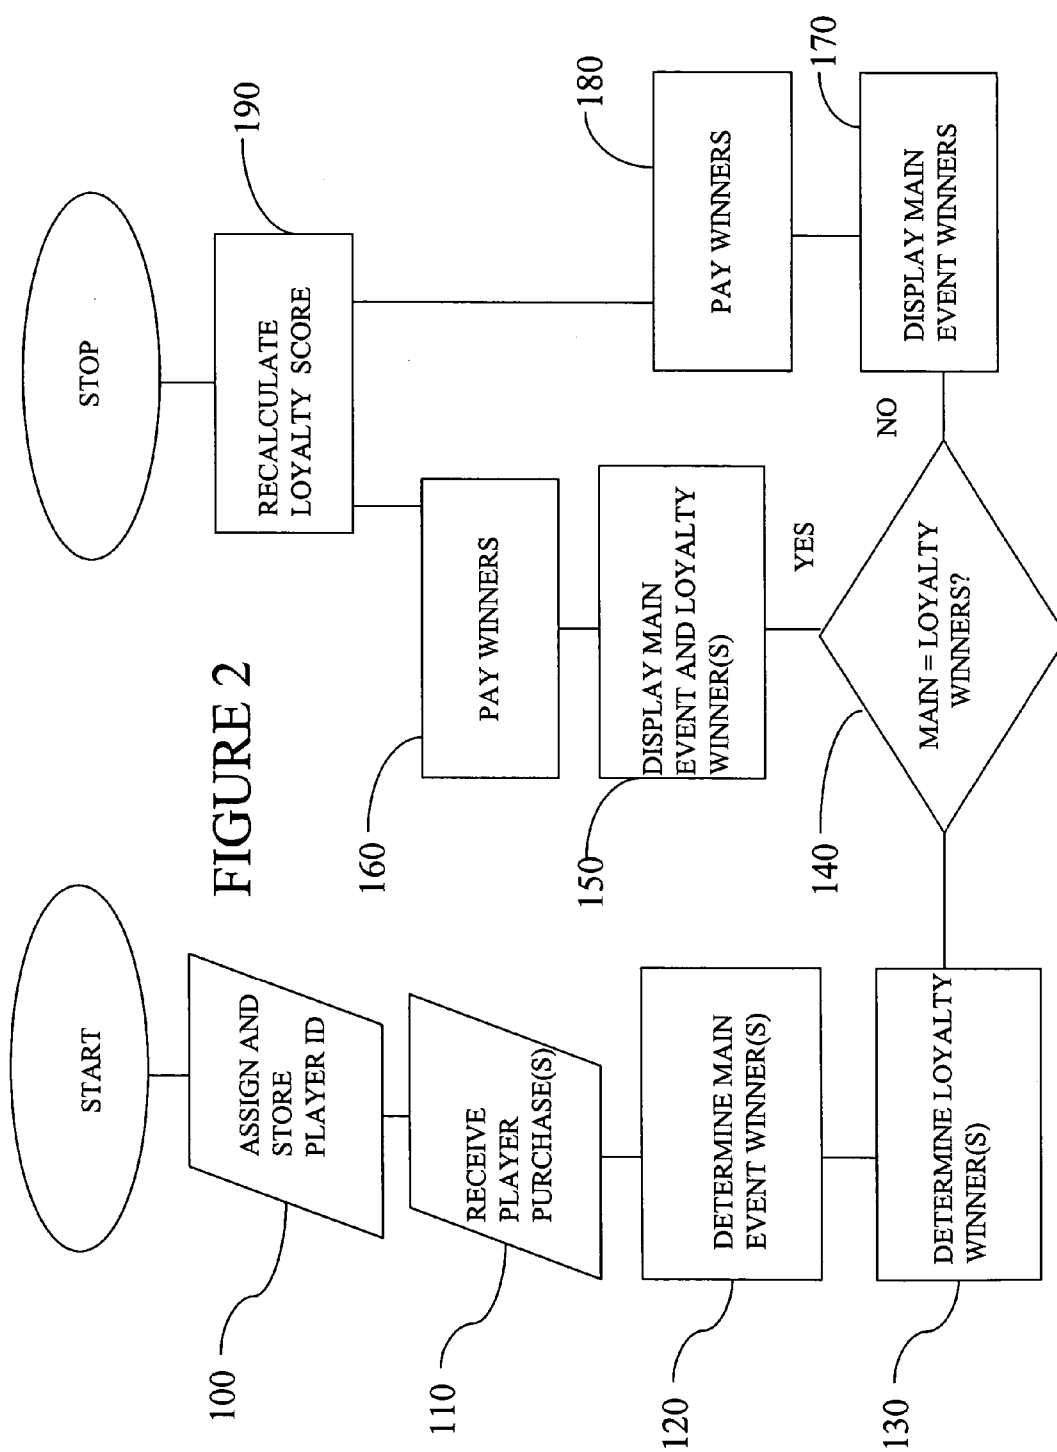 FIGURE 2
START
ASSIGN AND
STORE
PLAYER ID
100
RECEIVE
PLAYER
PURCHASE(S)
110
DETERMINE MAIN
EVENT WINNER(S)
120
DETERMINE LOYALTY
WINNER(S)
130
MAIN = LOYALTY
WINNERS?
140
YES
DISPLAY MAIN
EVENT AND LOYALTY
WINNER(S)
150
PAY WINNERS
160
NO
DISPLAY MAIN
EVENT WINNERS
170
PAY WINNERS
180
RECALCULATE
LOYALTY SCORE
190
STOP